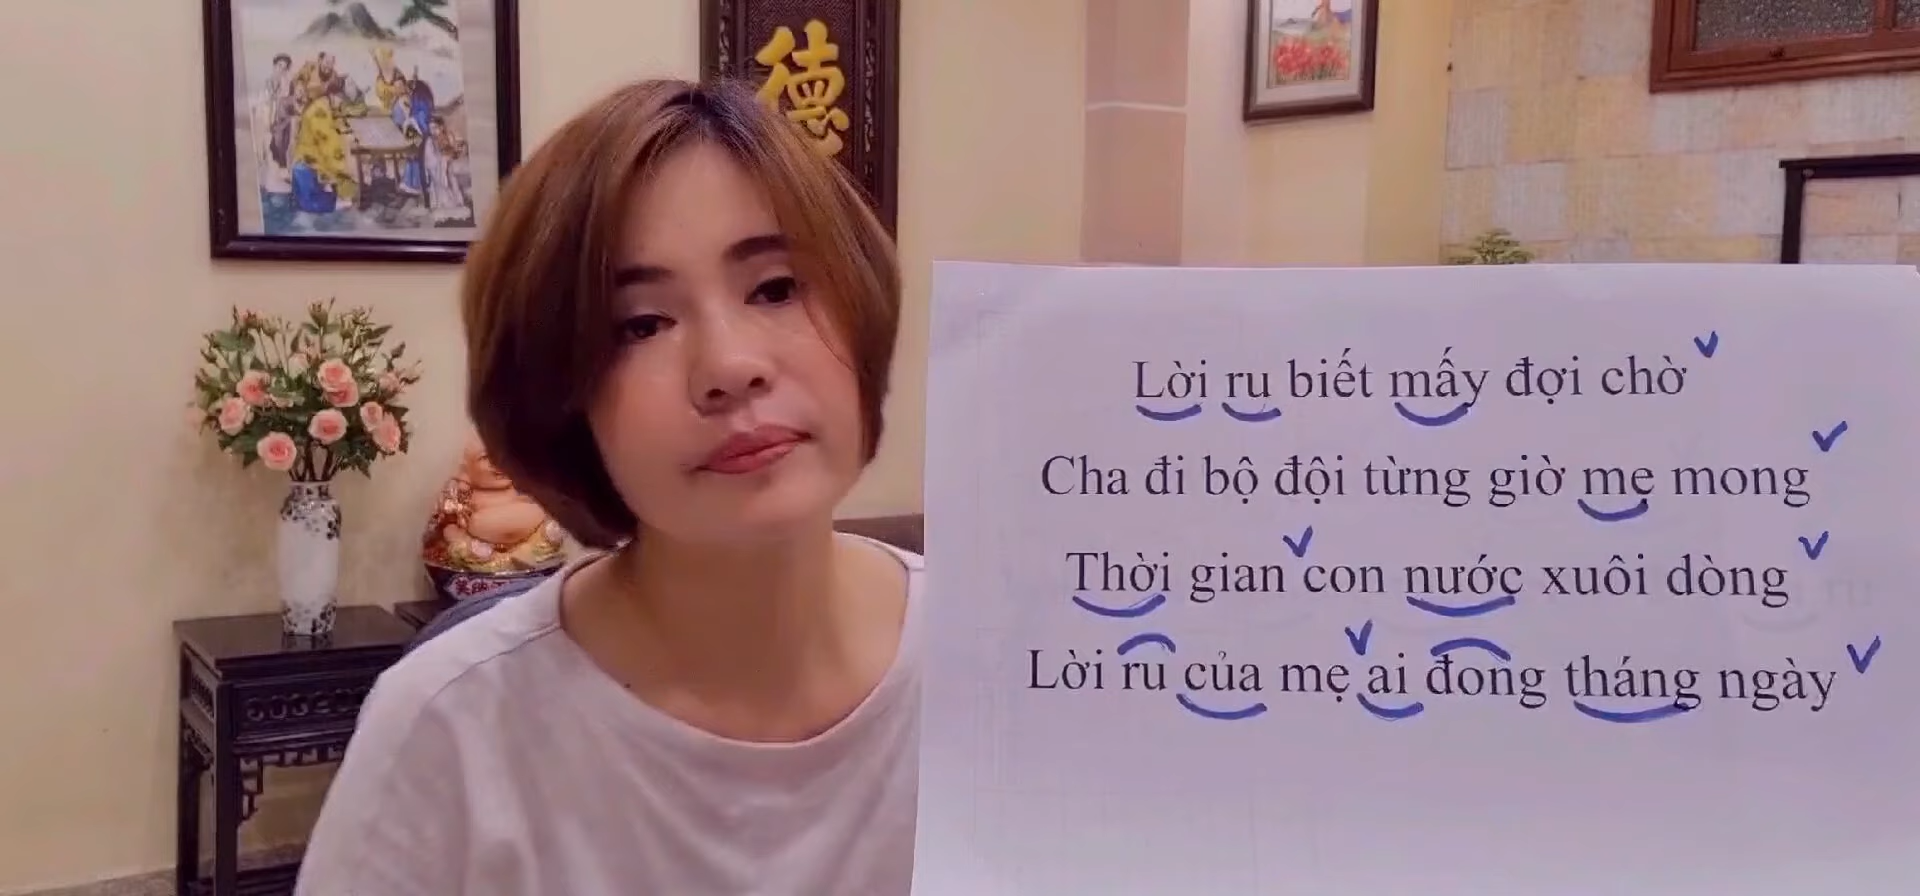 德
Lời ru biết mấy đợi chờ
Cha đi bộ đội từng giờ mẹ mong
Thời gian con nước xuôi dòng
Lời ru của mẹ ai đong tháng ngày